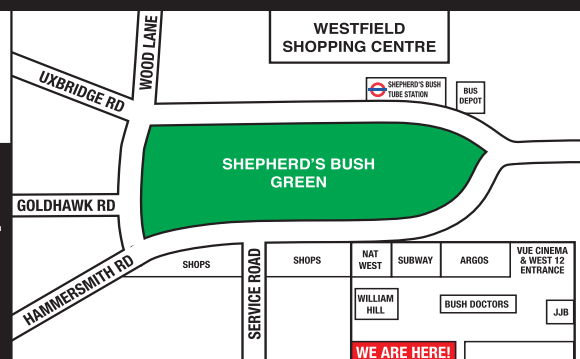 WESTFIELD
SHOPPING CENTRE
WOOD LANE
UXBRIDGE RD
SHEPHERD'S BUSH
TUBE STATION
BUS
DEPOT
SHEPHERD'S BUSH
GREEN
GOLDHAWK RD
HAMMERSMITH RD
SHOPS
SERVICE ROAD
SHOPS
NAT
WEST
SUBWAY
ARGOS
VUE CINEMA
& WEST 12
ENTRANCE
WILLIAM
HILL
BUSH DOCTORS
JJB
WE ARE HERE!